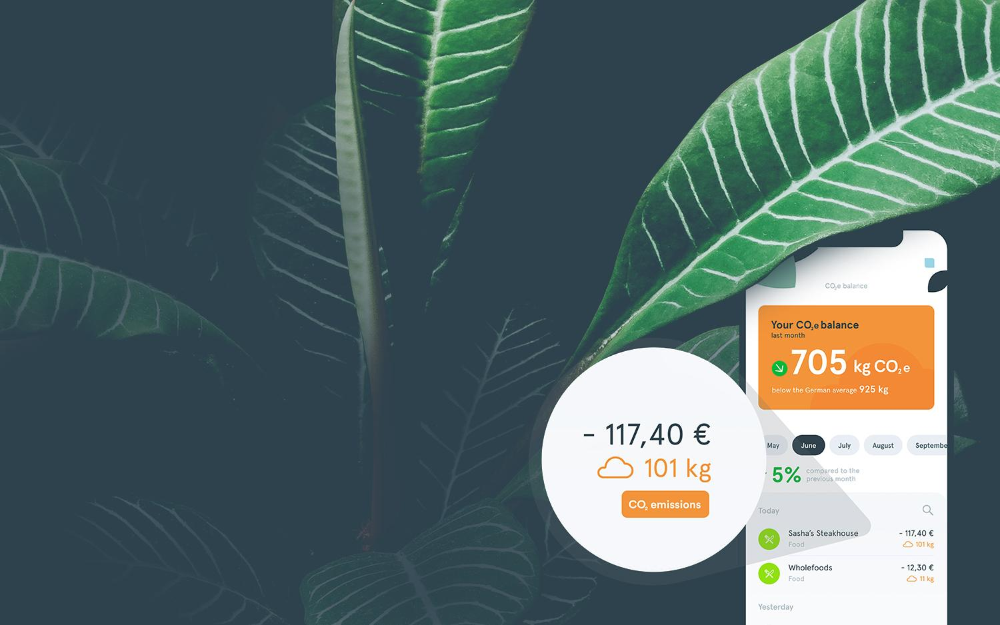 CO₂e balance
Your CO₂e balance
last month
705 kg CO₂e
below the German average 925 kg
May June July August
5% compared to the
previous month
Today
Sasha's Steakhouse - 117,40 €
Food 101 kg
Wholefoods - 12,30 €
Food 11 kg
Yesterday
- 117,40 €
101 kg
CO₂ emissions